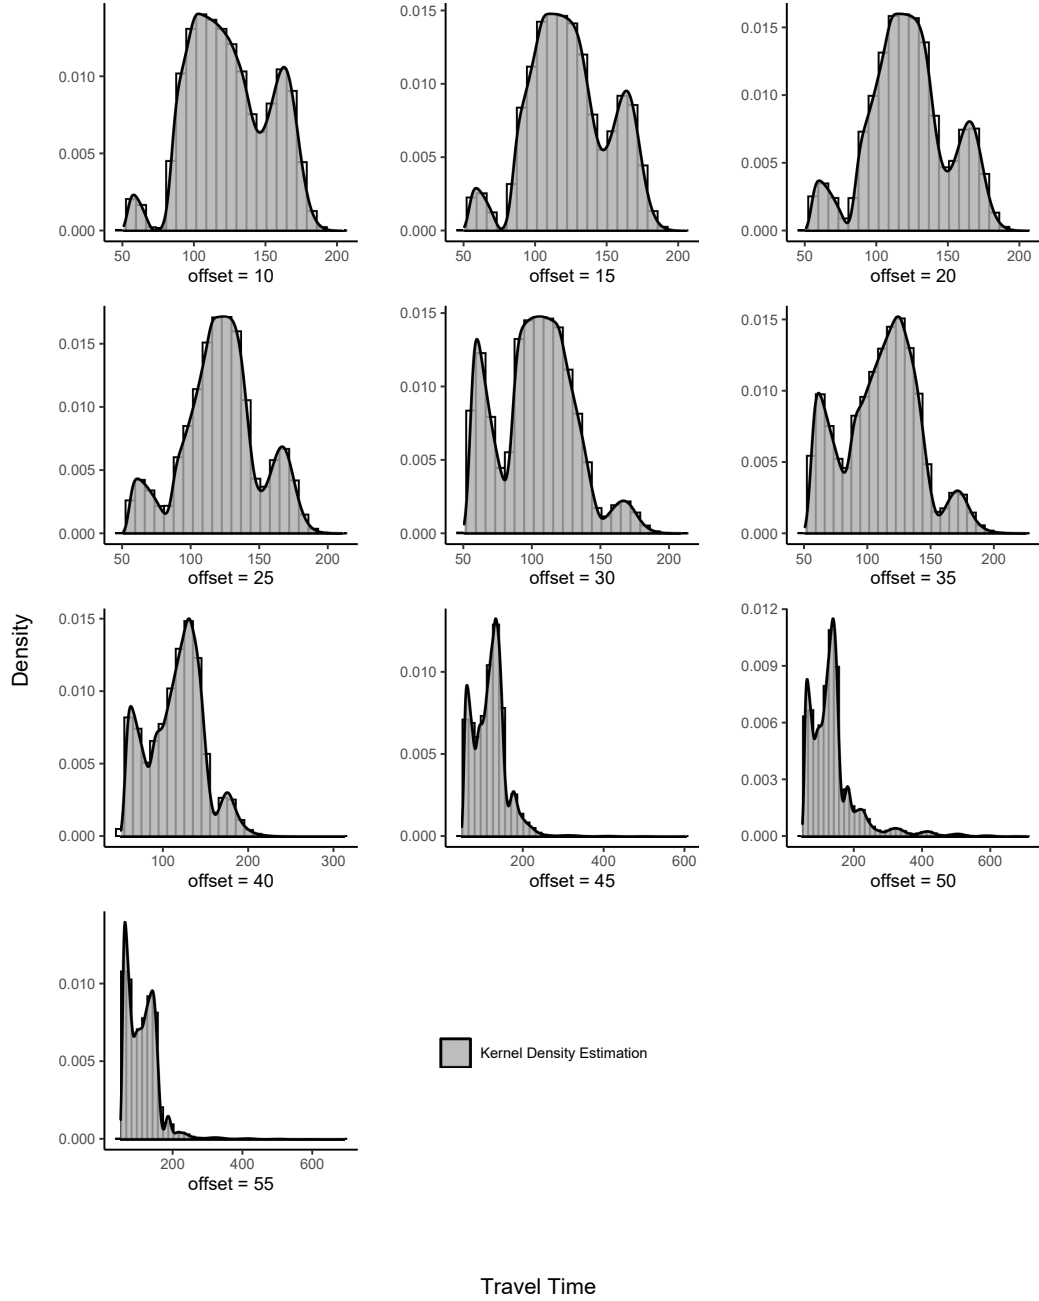 0.010
0.005
0.000
50 100 150 200
offset = 10
0.015
0.010
0.005
0.000
50 100 150 200
offset = 15
0.015
0.010
0.005
0.000
50 100 150 200
offset = 20
0.015
0.010
0.005
0.000
50 100 150 200
offset = 25
0.015
0.010
0.005
0.000
50 100 150 200
offset = 30
0.015
0.010
0.005
0.000
50 100 150 200
offset = 35
Density
0.015
0.010
0.005
0.000
100 200 300
offset = 40
0.010
0.005
0.000
200 400 600
offset = 45
0.012
0.009
0.006
0.003
0.000
200 400 600
offset = 50
0.010
0.005
0.000
200 400 600
offset = 55
Kernel Density Estimation
Travel Time